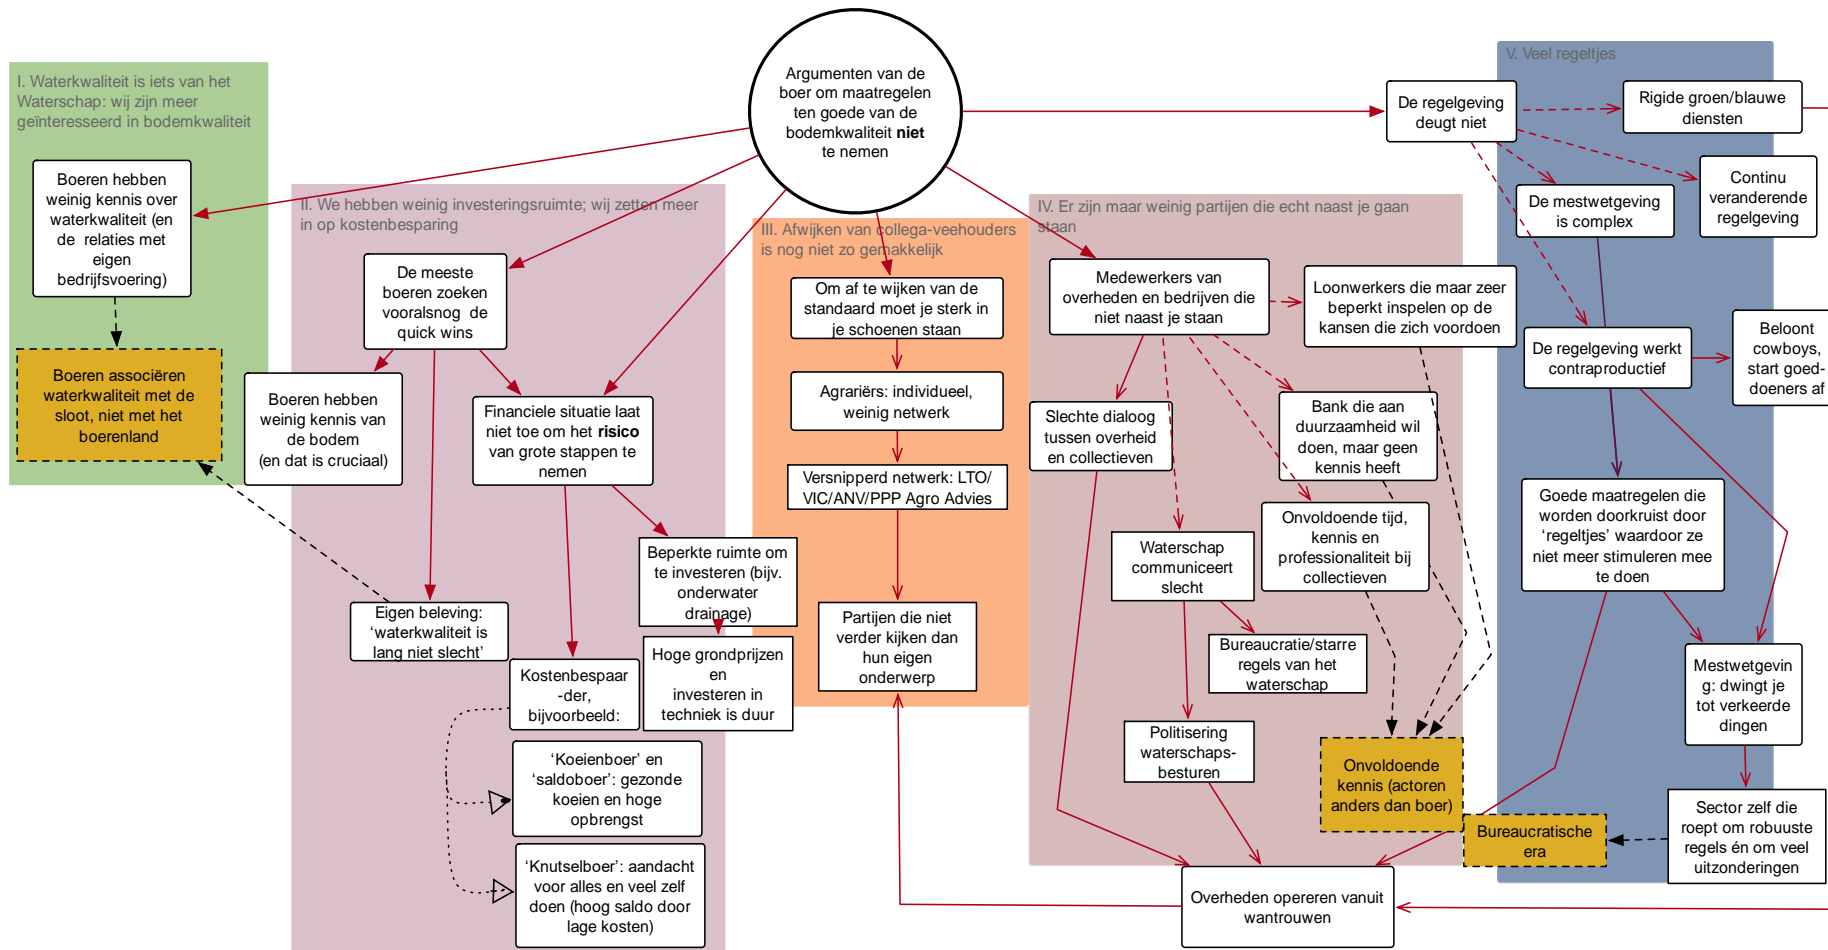 Argumenten van de
boer om maatregelen
ten goede van de
bodemkwaliteit niet
te nemen
I. Waterkwaliteit is iets van het
Waterschap: wij zijn meer
geïnteresseerd in bodemkwaliteit
Boeren hebben
weinig kennis over
waterkwaliteit (en
de relaties met
eigen
bedrijfsvoering)
Boeren associëren
waterkwaliteit met de
sloot, niet met het
boerenland
II. We hebben weinig investeringsruimte; wij zetten meer
in op kostenbesparing
De meeste
boeren zoeken
vooralsnog de
quick wins
Boeren hebben
weinig kennis van
de bodem
(en dat is cruciaal)
Financiele situatie laat
niet toe om het risico
van grote stappen te
nemen
Eigen beleving:
‘waterkwaliteit is
lang niet slecht’
Beperkte ruimte om
te investeren (bijv.
onderwater
drainage)
Hoge grondprijzen
en
investeren in
techniek is duur
Kostenbespaar
-der,
bijvoorbeeld:
‘Koeienboer’ en
‘saldoboer’: gezonde
koeien en hoge
opbrengst
‘Knutselboer’: aandacht
voor alles en veel zelf
doen (hoog saldo door
lage kosten)
III. Afwijken van collega-veehouders
is nog niet zo gemakkelijk
Om af te wijken van de
standaard moet je sterk in
je schoenen staan
Agrariërs: individueel,
weinig netwerk
Versnipperd netwerk: LTO/
VIC/ANV/PPP Agro Advies
Partijen die niet
verder kijken dan
hun eigen
onderwerp
IV. Er zijn maar weinig partijen die echt naast je gaan
staan
Medewerkers van
overheden en bedrijven die
niet naast je staan
Loonwerkers die maar zeer
beperkt inspelen op de
kansen die zich voordoen
Slechte dialoog
tussen overheid
en collectieven
Bank die aan
duurzaamheid wil
doen, maar geen
kennis heeft
Waterschap
communiceert
slecht
Onvoldoende tijd,
kennis en
professionaliteit bij
collectieven
Bureaucratie/starre
regels van het
waterschap
Politisering
waterschaps-
besturen
Onvoldoende
kennis (actoren
anders dan boer)
Overheden opereren vanuit
wantrouwen
V. Veel regeltjes
De regelgeving
deugt niet
Rigide groen/blauwe
diensten
Continu
veranderende
regelgeving
De mestwetgeving
is complex
De regelgeving werkt
contraproductief
Beloont
cowboys,
start goed-
doeners af
Goede maatregelen die
worden doorkruist door
‘regeltjes’ waardoor ze
niet meer stimuleren mee
te doen
Mestwetgevin
g: dwingt je
tot verkeerde
dingen
Sector zelf die
roept om robuuste
regels én om veel
uitzonderingen
Bureaucratische
era